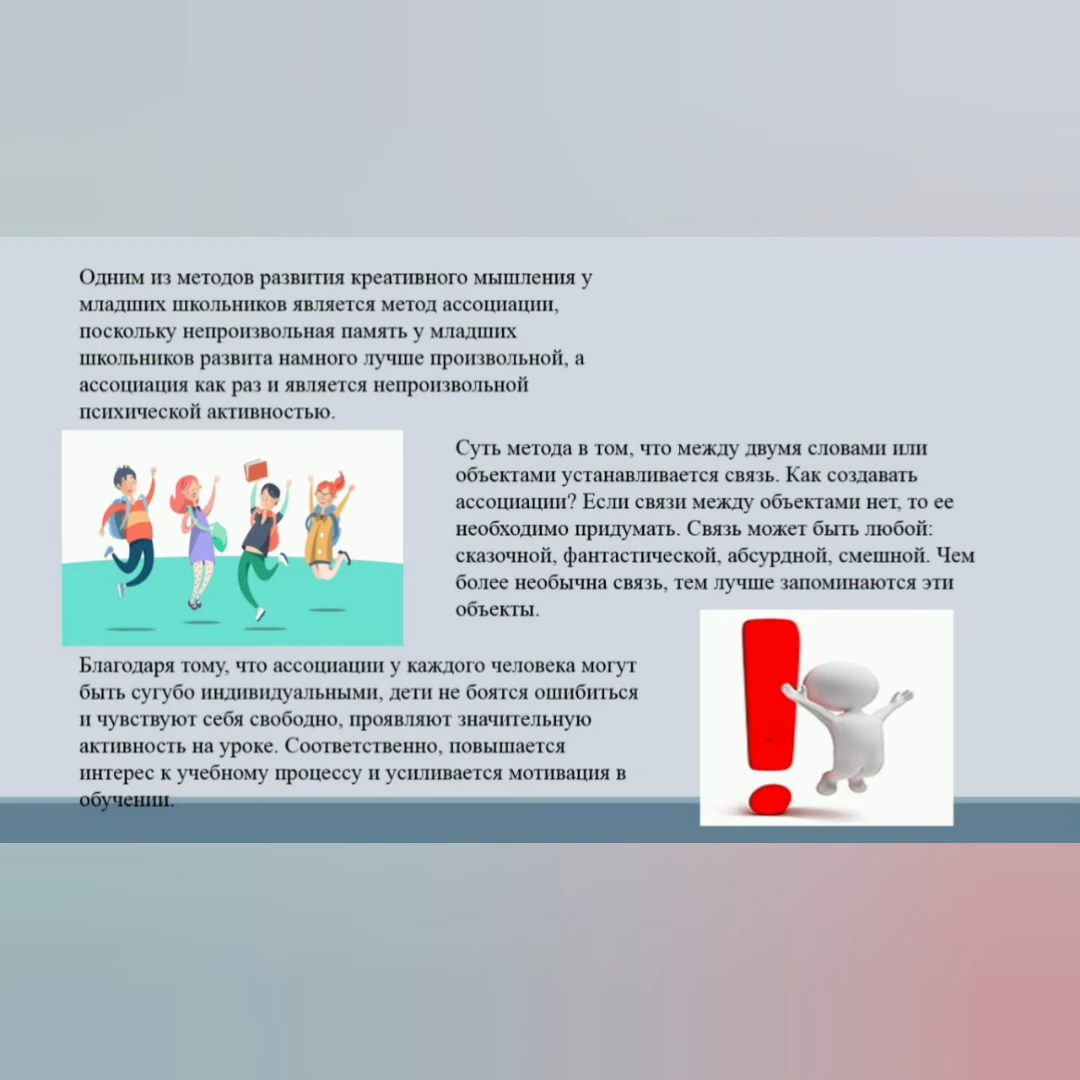 Одним из методов развития креативного мышления у
младших школьников является метод ассоциации,
поскольку непроизвольная память у младших
школьников развита намного лучше произвольной, а
ассоциация как раз и является непроизвольной
психической активностью.
Суть метода в том, что между двумя словами или
объектами устанавливается связь. Как создавать
ассоциации? Если связи между объектами нет, то ее
необходимо придумать. Связь может быть любой:
сказочной, фантастической, абсурдной, смешной. Чем
более необычна связь, тем лучше запоминаются эти
объекты.
Благодаря тому, что ассоциации у каждого человека могут
быть сугубо индивидуальными, дети не боятся ошибиться
и чувствуют себя свободно, проявляют значительную
активность на уроке. Соответственно, повышается
интерес к учебному процессу и усиливается мотивация в
обучении.